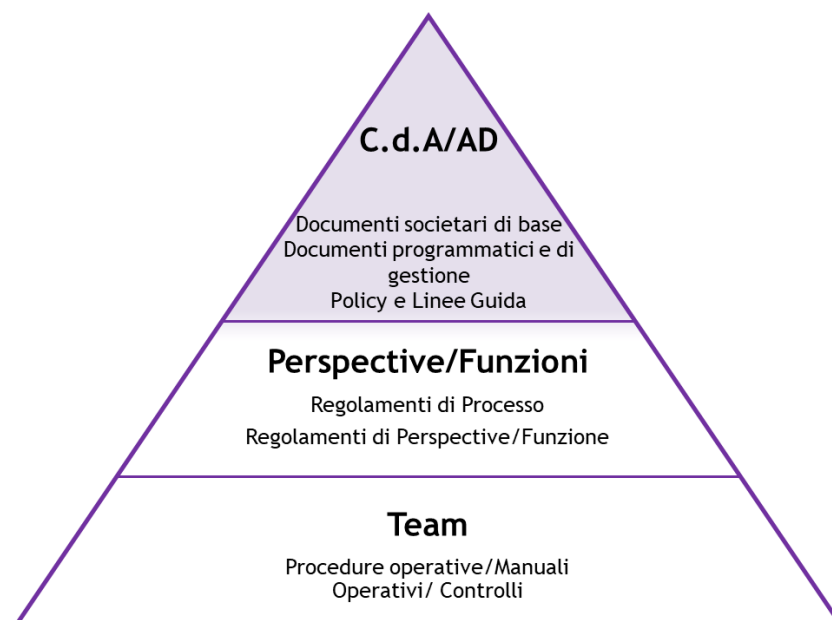 C.d.A/AD
Documenti societari di base
Documenti programmatici e di
gestione
Policy e Linee Guida
Perspective/Funzioni
Regolamenti di Processo
Regolamenti di Perspective/Funzione
Team
Procedure operative/Manuali
Operativi/ Controlli